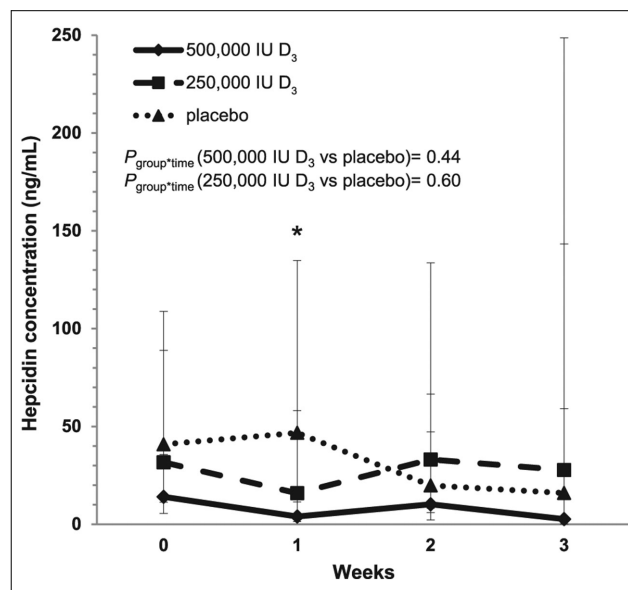 250
200
150
100
50
0
Hepcidin concentration (ng/mL)
500,000 IU D₃
250,000 IU D₃
placebo
P group*time (500,000 IU D₃ vs placebo)= 0.44
P group*time (250,000 IU D₃ vs placebo)= 0.60
*
0 1 2 3
Weeks